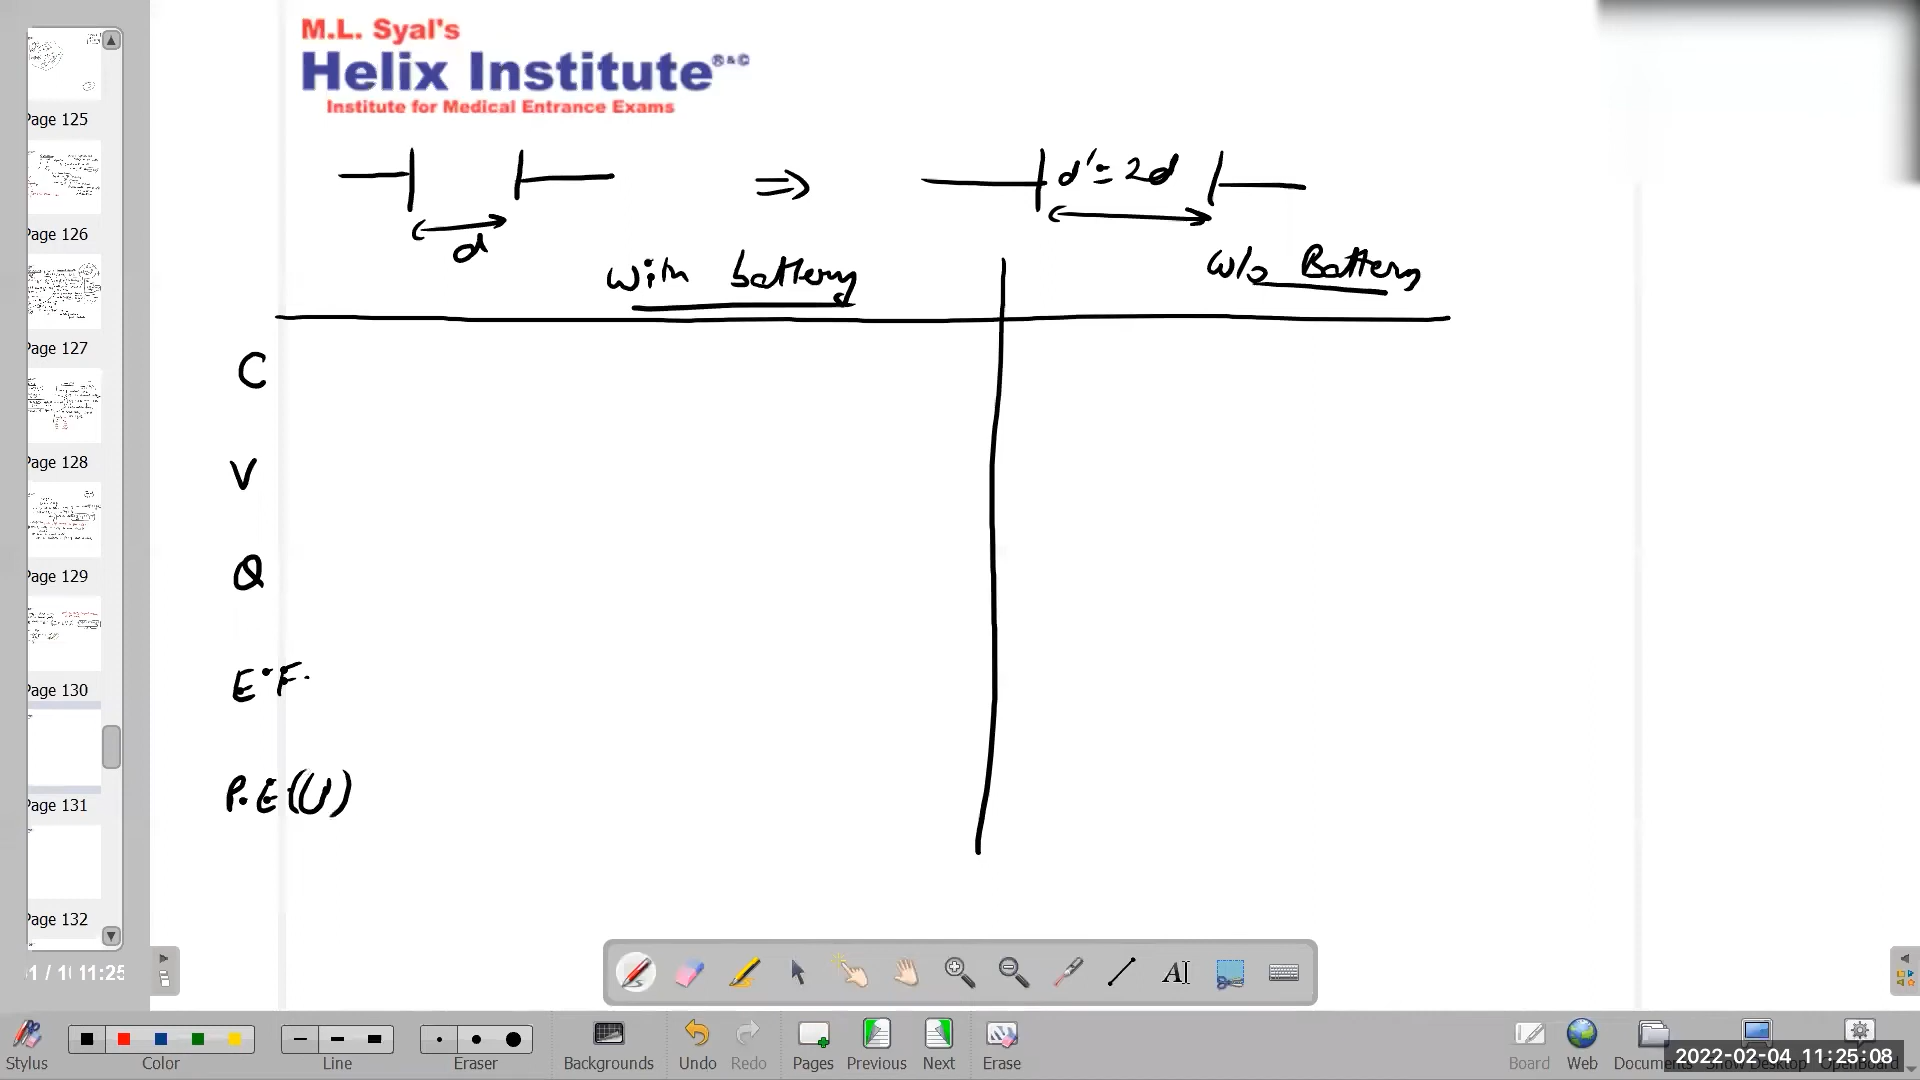 M.L. Syal's
Helix Institute®&©
Institute for Medical Entrance Exams
d
⇒
d' = 2d
With battery
W/o Battery
C
V
Q
E.F.
P.E(U)
Page 125
Page 126
Page 127
Page 128
Page 129
Page 130
Page 131
Page 132
11:25
Stylus
Color
Line
Eraser
Backgrounds
Undo
Redo
Pages
Previous
Next
Erase
Board
Web
2022-02-04 11:25:08